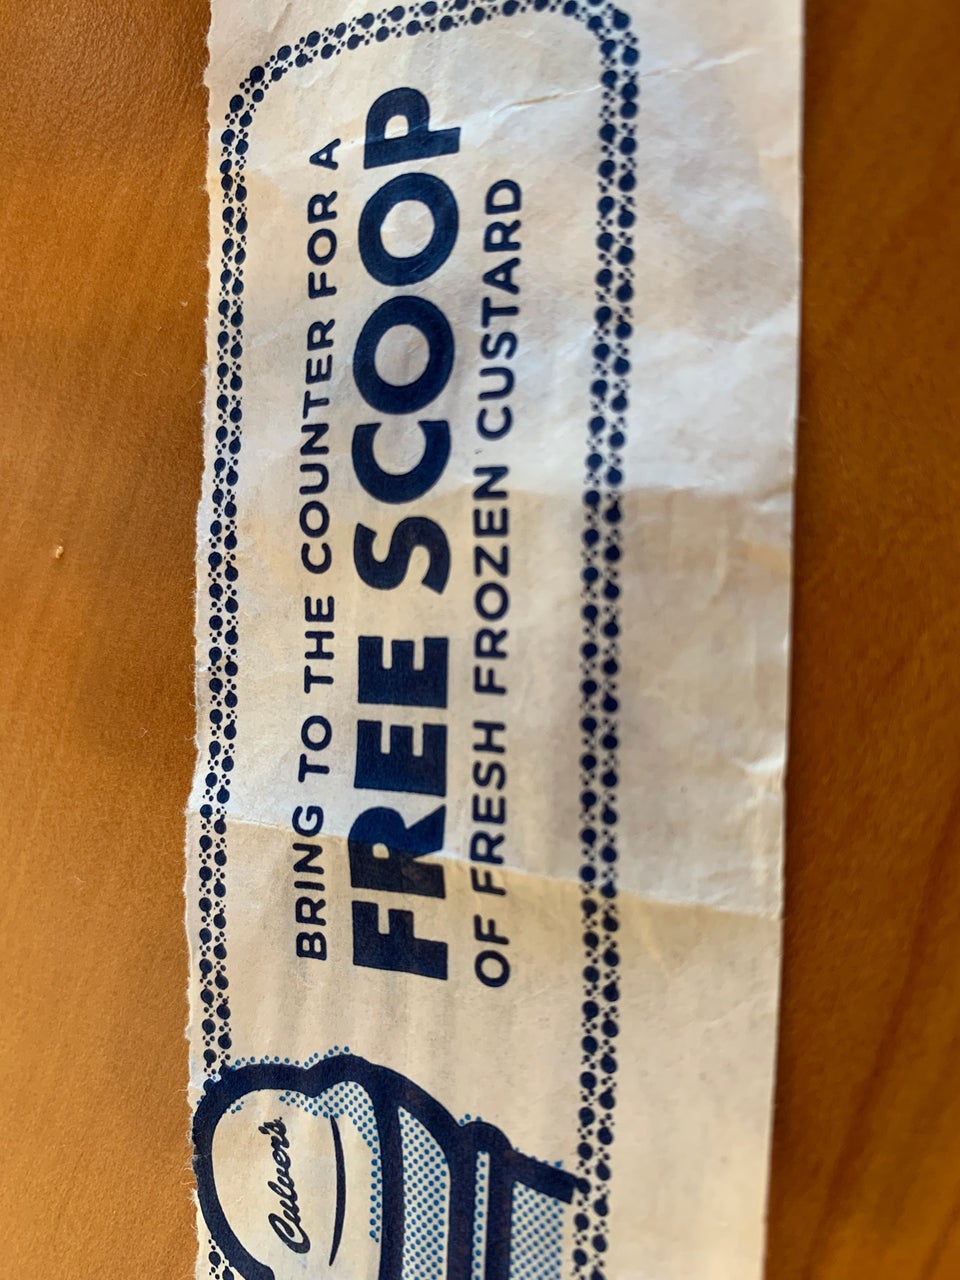 BRING TO THE COUNTER FOR A
FREE SCOOP
OF FRESH FROZEN CUSTARD
Culver's